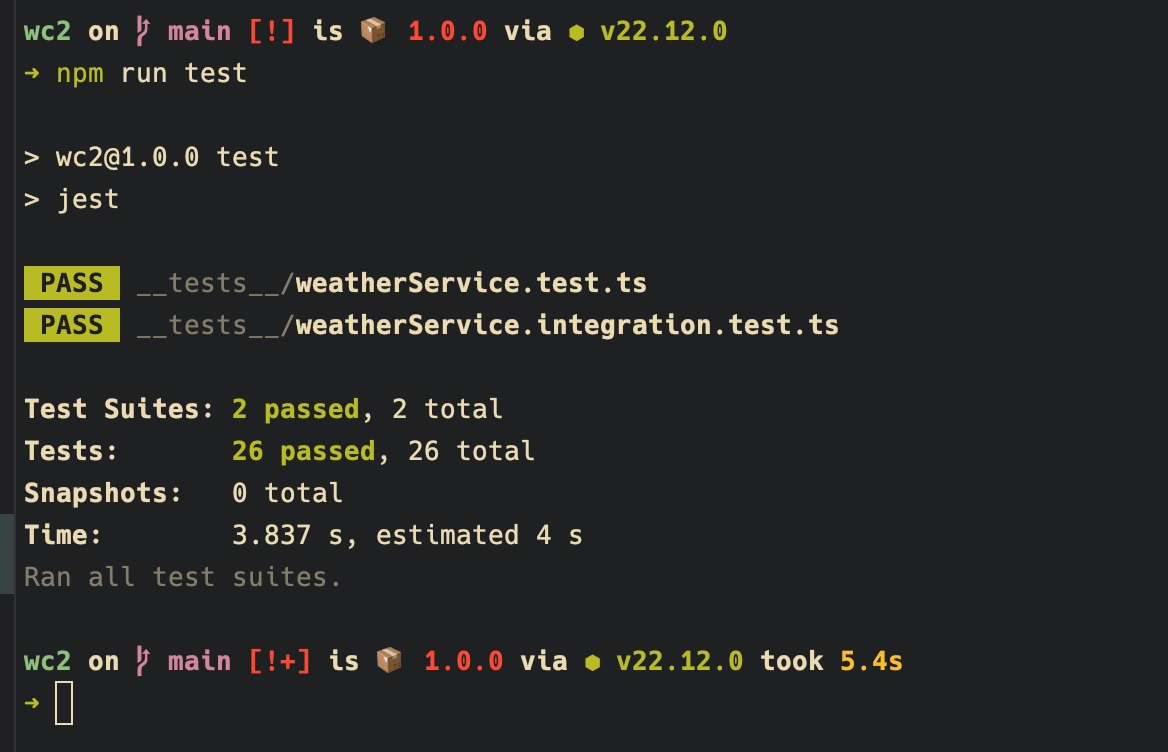 wc2 on main [!] is 📦 1.0.0 via ⬢ v22.12.0
➜ npm run test
> wc2@1.0.0 test
> jest
PASS __tests__/weatherService.test.ts
PASS __tests__/weatherService.integration.test.ts
Test Suites: 2 passed, 2 total
Tests: 26 passed, 26 total
Snapshots: 0 total
Time: 3.837 s, estimated 4 s
Ran all test suites.
wc2 on main [!+] is 📦 1.0.0 via ⬢ v22.12.0 took 5.4s
➜